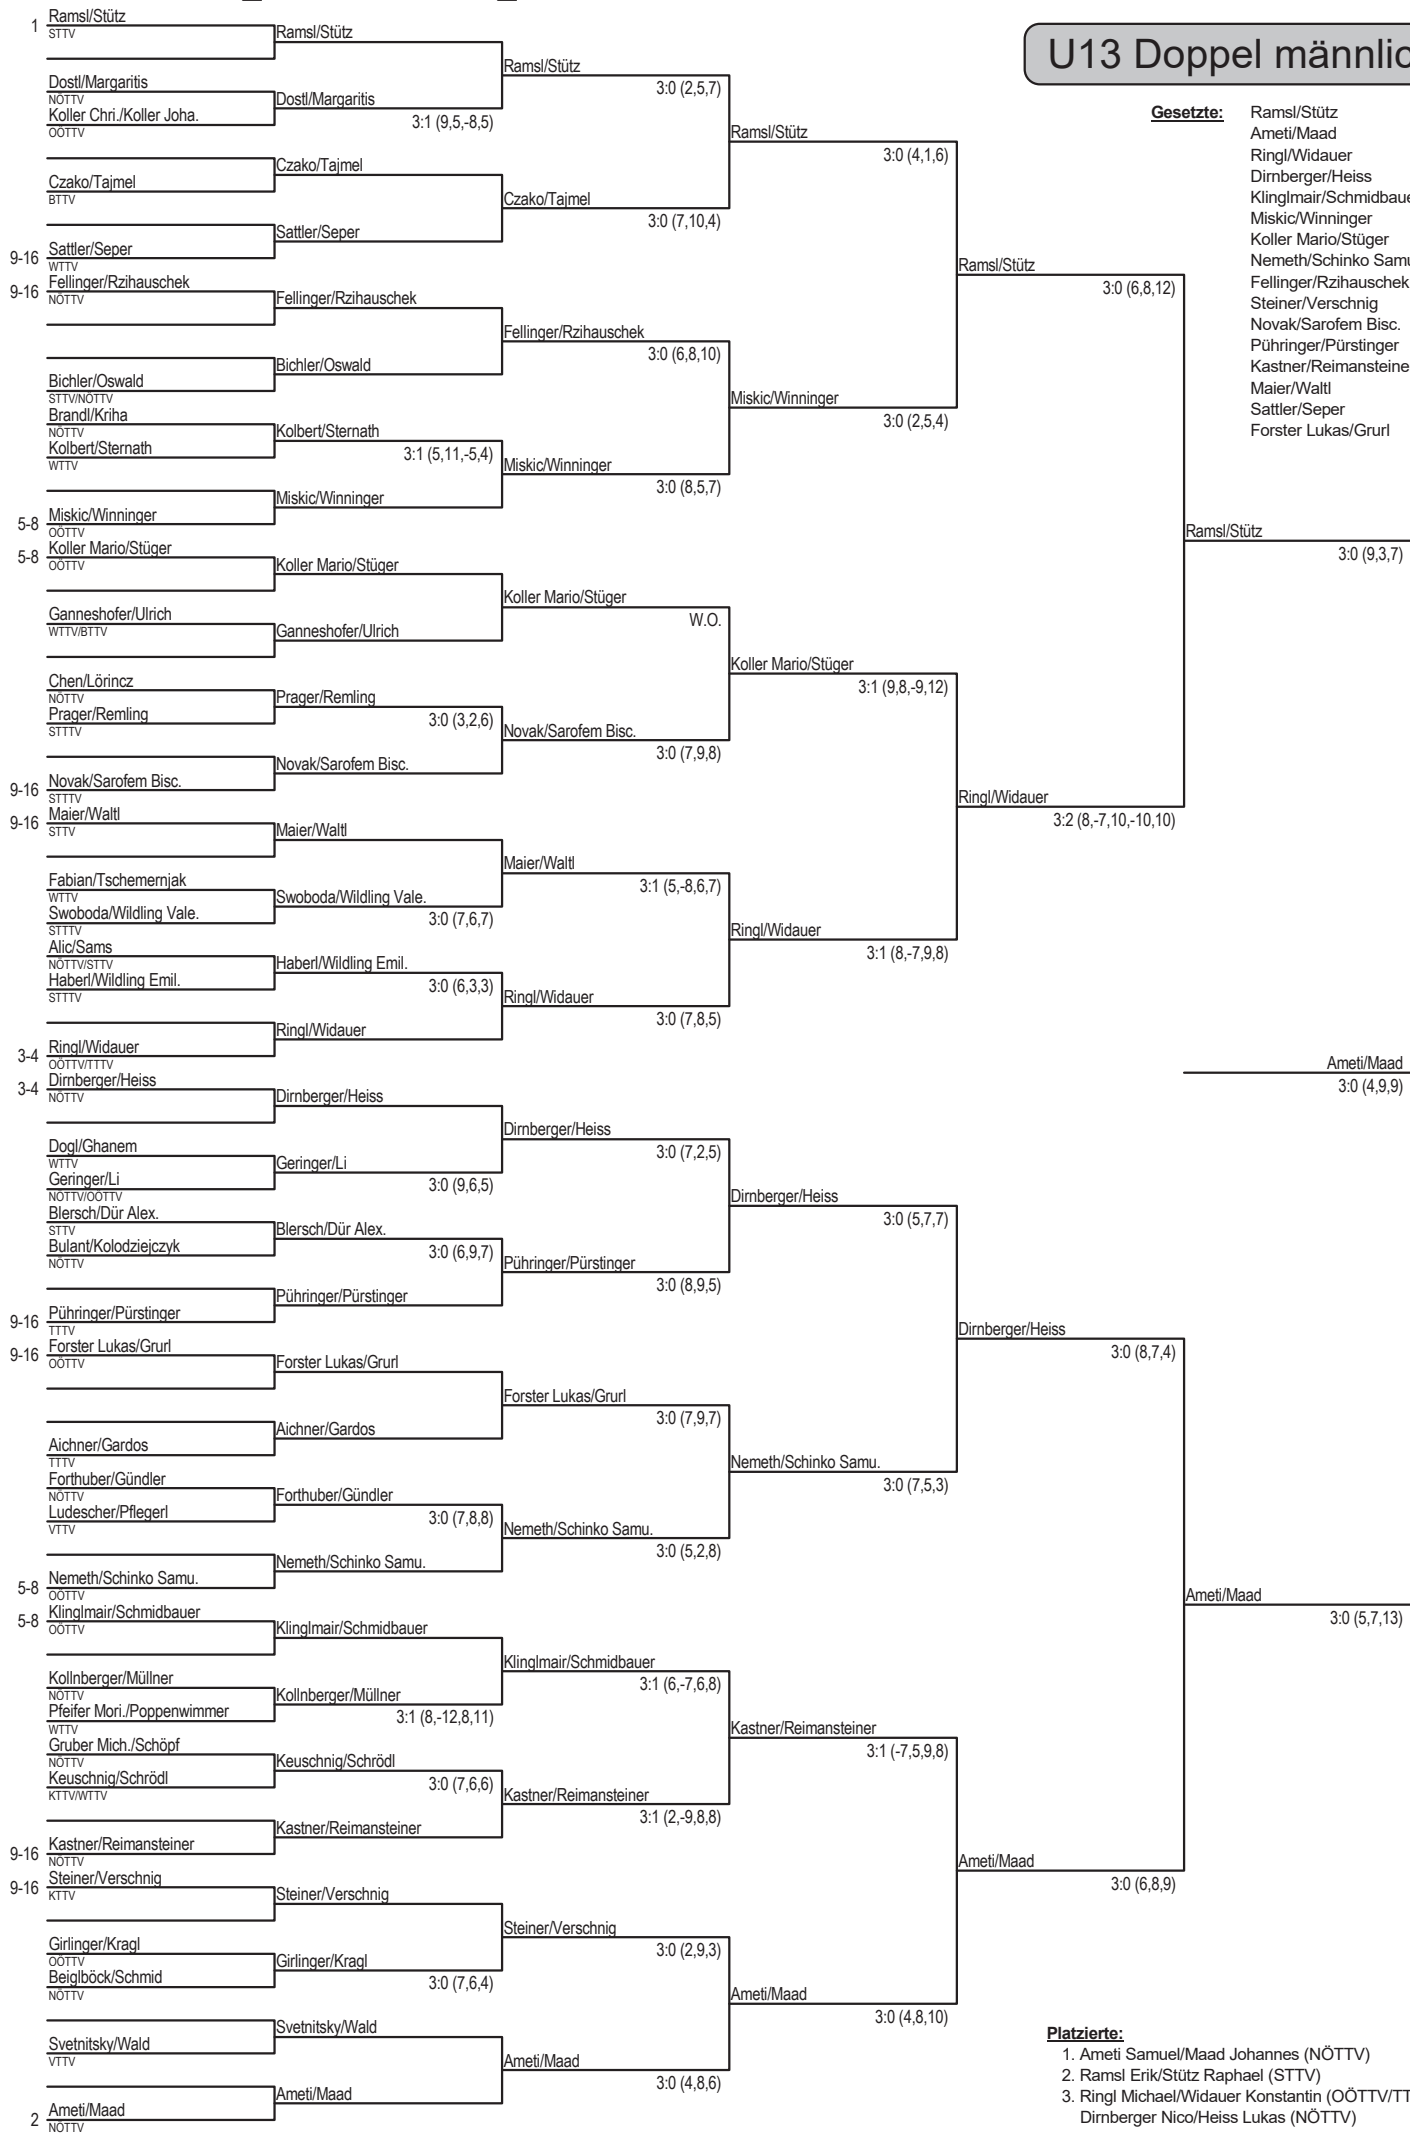 U13 Doppel männlic
Gesetzte:
Ramsl/Stütz
Ameti/Maad
Ringl/Widauer
Dirnberger/Heiss
Klinglmair/Schmidbaue
Miskic/Winninger
Koller Mario/Stüger
Nemeth/Schinko Samu
Fellinger/Rzihauschek
Steiner/Verschnig
Novak/Sarofem Bisc.
Pühringer/Pürstinger
Kastner/Reimansteine
Maier/Waltl
Sattler/Seper
Forster Lukas/Grurl
1 Ramsl/Stütz
STTV
Dostl/Margaritis
NÖTTV
Koller Chri./Koller Joha.
OÖTTV
Czako/Tajmel
BTTV
9-16 Sattler/Seper
WTTV
9-16 Fellinger/Rzihauschek
NÖTTV
Bichler/Oswald
STTV/NÖTTV
Brandl/Kriha
NÖTTV
Kolbert/Sternath
WTTV
5-8 Miskic/Winninger
OÖTTV
5-8 Koller Mario/Stüger
OÖTTV
Ganneshofer/Ulrich
WTTV/BTTV
Chen/Lörincz
NÖTTV
Prager/Remling
STTTV
9-16 Novak/Sarofem Bisc.
STTTV
9-16 Maier/Waltl
STTV
Fabian/Tschemernjak
WTTV
Swoboda/Wildling Vale.
STTTV
Alic/Sams
NÖTTV/STTV
Haberl/Wildling Emil.
STTTV
3-4 Ringl/Widauer
OÖTTV/TTTV
3-4 Dirnberger/Heiss
NÖTTV
Dogl/Ghanem
WTTV
Geringer/Li
NÖTTV/OÖTTV
Blersch/Dür Alex.
STTV
Bulant/Kolodziejczyk
NÖTTV
9-16 Pühringer/Pürstinger
TTTV
9-16 Forster Lukas/Grurl
OÖTTV
Aichner/Gardos
TTTV
Forthuber/Gündler
NÖTTV
Ludescher/Pflegerl
VTTV
5-8 Nemeth/Schinko Samu.
OÖTTV
5-8 Klinglmair/Schmidbauer
OÖTTV
Kollnberger/Müllner
NÖTTV
Pfeifer Mori./Poppenwimmer
WTTV
Gruber Mich./Schöpf
NÖTTV
Keuschnig/Schrödl
KTTV/WTTV
9-16 Kastner/Reimansteiner
NÖTTV
9-16 Steiner/Verschnig
KTTV
Girlinger/Kragl
OÖTTV
Beiglböck/Schmid
NÖTTV
Svetnitsky/Wald
VTTV
2 Ameti/Maad
NÖTTV
Ramsl/Stütz
Dostl/Margaritis
3:1 (9,5,-8,5)
Czako/Tajmel
Sattler/Seper
Fellinger/Rzihauschek
Bichler/Oswald
Kolbert/Sternath
3:1 (5,11,-5,4)
Miskic/Winninger
Koller Mario/Stüger
Ganneshofer/Ulrich
Prager/Remling
3:0 (3,2,6)
Novak/Sarofem Bisc.
Maier/Waltl
Swoboda/Wildling Vale.
3:0 (7,6,7)
Haberl/Wildling Emil.
3:0 (6,3,3)
Ringl/Widauer
Dirnberger/Heiss
Geringer/Li
3:0 (9,6,5)
Blersch/Dür Alex.
3:0 (6,9,7)
Pühringer/Pürstinger
Forster Lukas/Grurl
Aichner/Gardos
Forthuber/Gündler
3:0 (7,8,8)
Nemeth/Schinko Samu.
Klinglmair/Schmidbauer
Kollnberger/Müllner
3:1 (8,-12,8,11)
Keuschnig/Schrödl
3:0 (7,6,6)
Kastner/Reimansteiner
Steiner/Verschnig
Girlinger/Kragl
3:0 (7,6,4)
Svetnitsky/Wald
Ameti/Maad
Ramsl/Stütz
3:0 (2,5,7)
Czako/Tajmel
3:0 (7,10,4)
Fellinger/Rzihauschek
3:0 (6,8,10)
Miskic/Winninger
3:0 (8,5,7)
Koller Mario/Stüger
W.O.
Novak/Sarofem Bisc.
3:0 (7,9,8)
Maier/Waltl
3:1 (5,-8,6,7)
Ringl/Widauer
3:0 (7,8,5)
Dirnberger/Heiss
3:0 (7,2,5)
Pühringer/Pürstinger
3:0 (8,9,5)
Forster Lukas/Grurl
3:0 (7,9,7)
Nemeth/Schinko Samu.
3:0 (5,2,8)
Klinglmair/Schmidbauer
3:1 (6,-7,6,8)
Kastner/Reimansteiner
3:1 (2,-9,8,8)
Steiner/Verschnig
3:0 (2,9,3)
Ameti/Maad
3:0 (4,8,6)
Ramsl/Stütz
3:0 (4,1,6)
Miskic/Winninger
3:0 (2,5,4)
Koller Mario/Stüger
3:1 (9,8,-9,12)
Ringl/Widauer
3:1 (8,-7,9,8)
Dirnberger/Heiss
3:0 (5,7,7)
Nemeth/Schinko Samu.
3:0 (7,5,3)
Kastner/Reimansteiner
3:1 (-7,5,9,8)
Ameti/Maad
3:0 (4,8,10)
Ramsl/Stütz
3:0 (6,8,12)
Ringl/Widauer
3:2 (8,-7,10,-10,10)
Dirnberger/Heiss
3:0 (8,7,4)
Ameti/Maad
3:0 (6,8,9)
Ramsl/Stütz
3:0 (9,3,7)
Ameti/Maad
3:0 (5,7,13)
Ameti/Maad
3:0 (4,9,9)
Platzierte:
1. Ameti Samuel/Maad Johannes (NÖTTV)
2. Ramsl Erik/Stütz Raphael (STTV)
3. Ringl Michael/Widauer Konstantin (OÖTTV/TT
Dirnberger Nico/Heiss Lukas (NÖTTV)